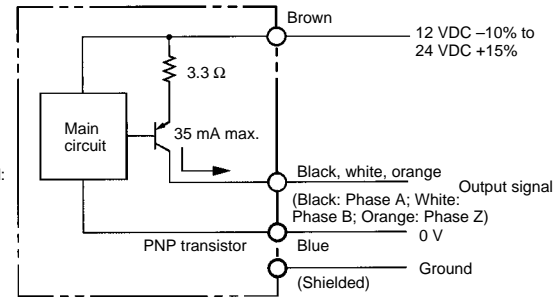 Brown
12 VDC –10% to
24 VDC +15%
3.3 Ω
Main
circuit
35 mA max.
Black, white, orange
Output signal
(Black: Phase A; White:
Phase B; Orange: Phase Z)
0 V
PNP transistor
Blue
Ground
(Shielded)